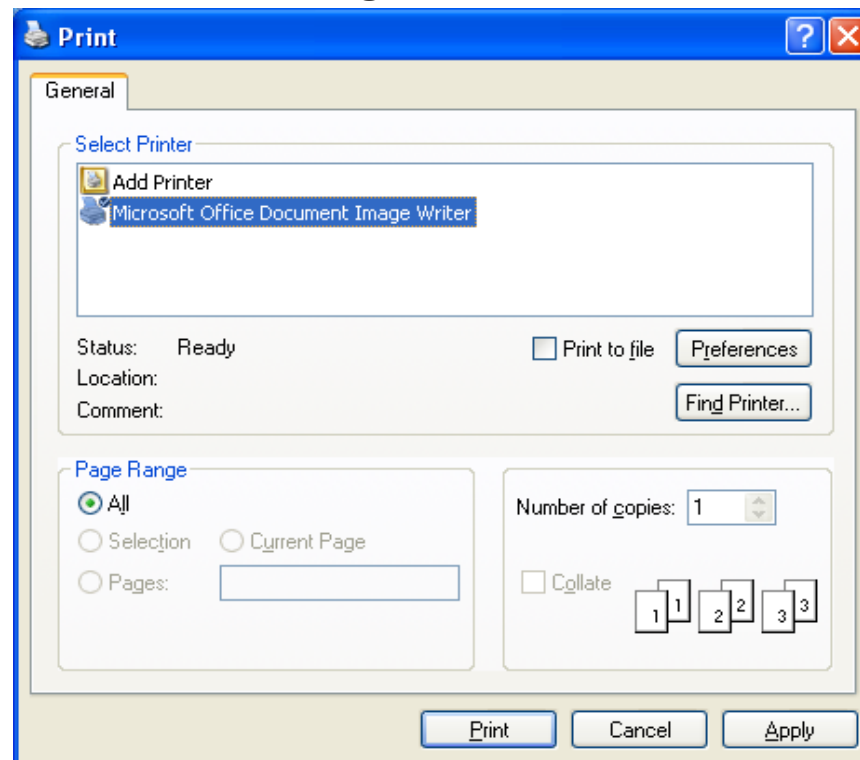 Print
General
Select Printer
Add Printer
Microsoft Office Document Image Writer
Status: Ready
Print to file
Preferences
Location:
Comment:
Find Printer...
Page Range
All
Selection
Current Page
Pages:
Number of copies: 1
Collate
1 1 2 2 3 3
Print
Cancel
Apply